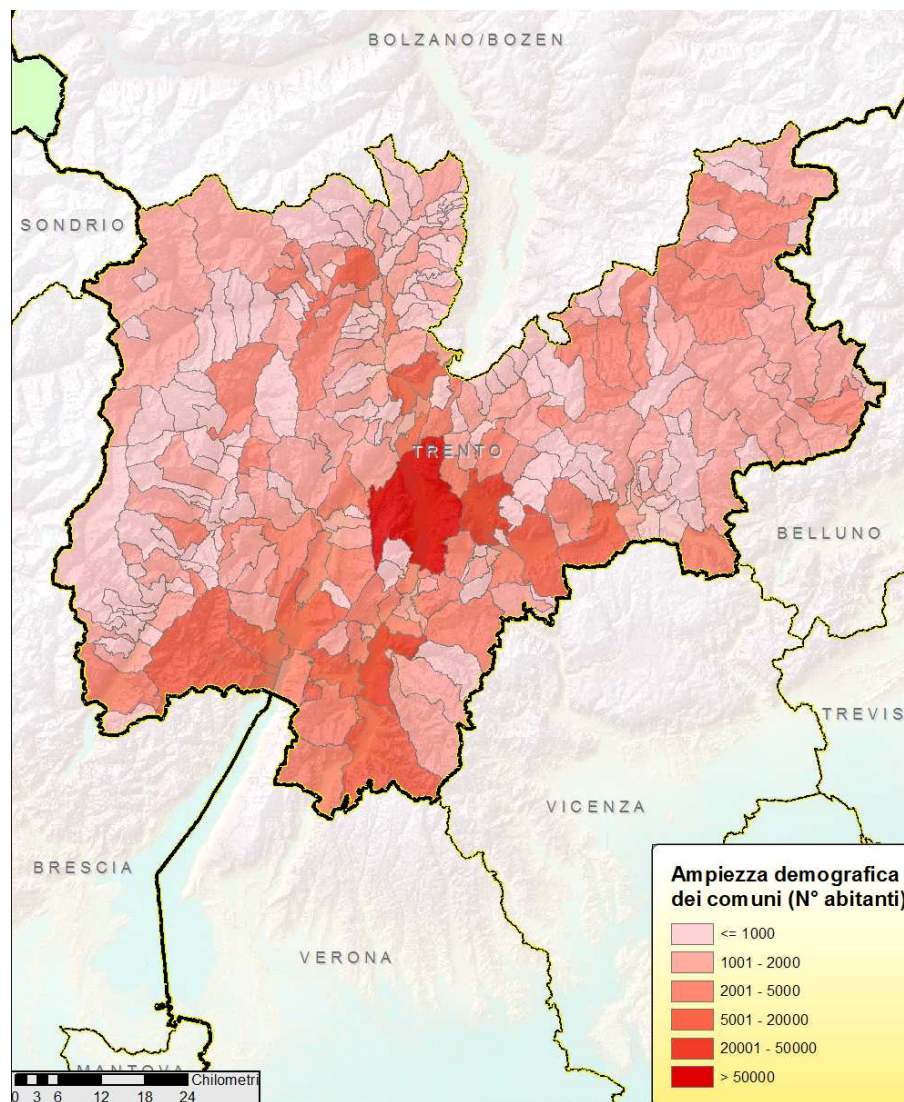 BOLZANO/BOZEN
SONDRIO
TRENTO
BELLUNO
TREVIS
VICENZA
BRESCIA
VERONA
MANTOVA
Ampiezza demografica
dei comuni (N° abitanti)
<= 1000
1001 - 2000
2001 - 5000
5001 - 20000
20001 - 50000
> 50000
Chilometri
0 3 6 12 18 24